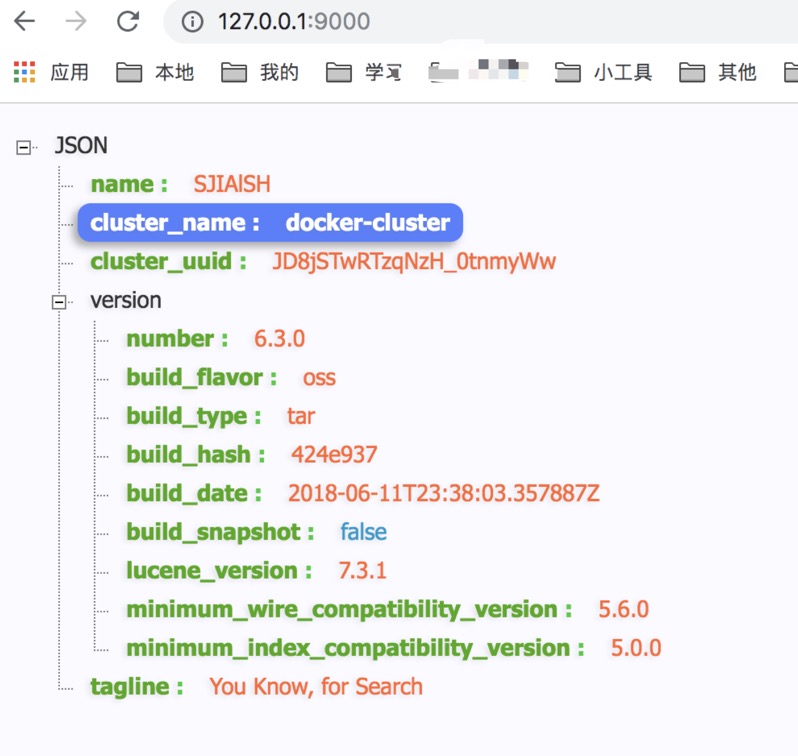 127.0.0.1:9000
应用 本地 我的 学习 小工具 其他
JSON
name : SJIAlSH
cluster_name : docker-cluster
cluster_uuid : JD8jSTwRTzqNzH_0tnmyWw
version
number : 6.3.0
build_flavor : oss
build_type : tar
build_hash : 424e937
build_date : 2018-06-11T23:38:03.357887Z
build_snapshot : false
lucene_version : 7.3.1
minimum_wire_compatibility_version : 5.6.0
minimum_index_compatibility_version : 5.0.0
tagline : You Know, for Search